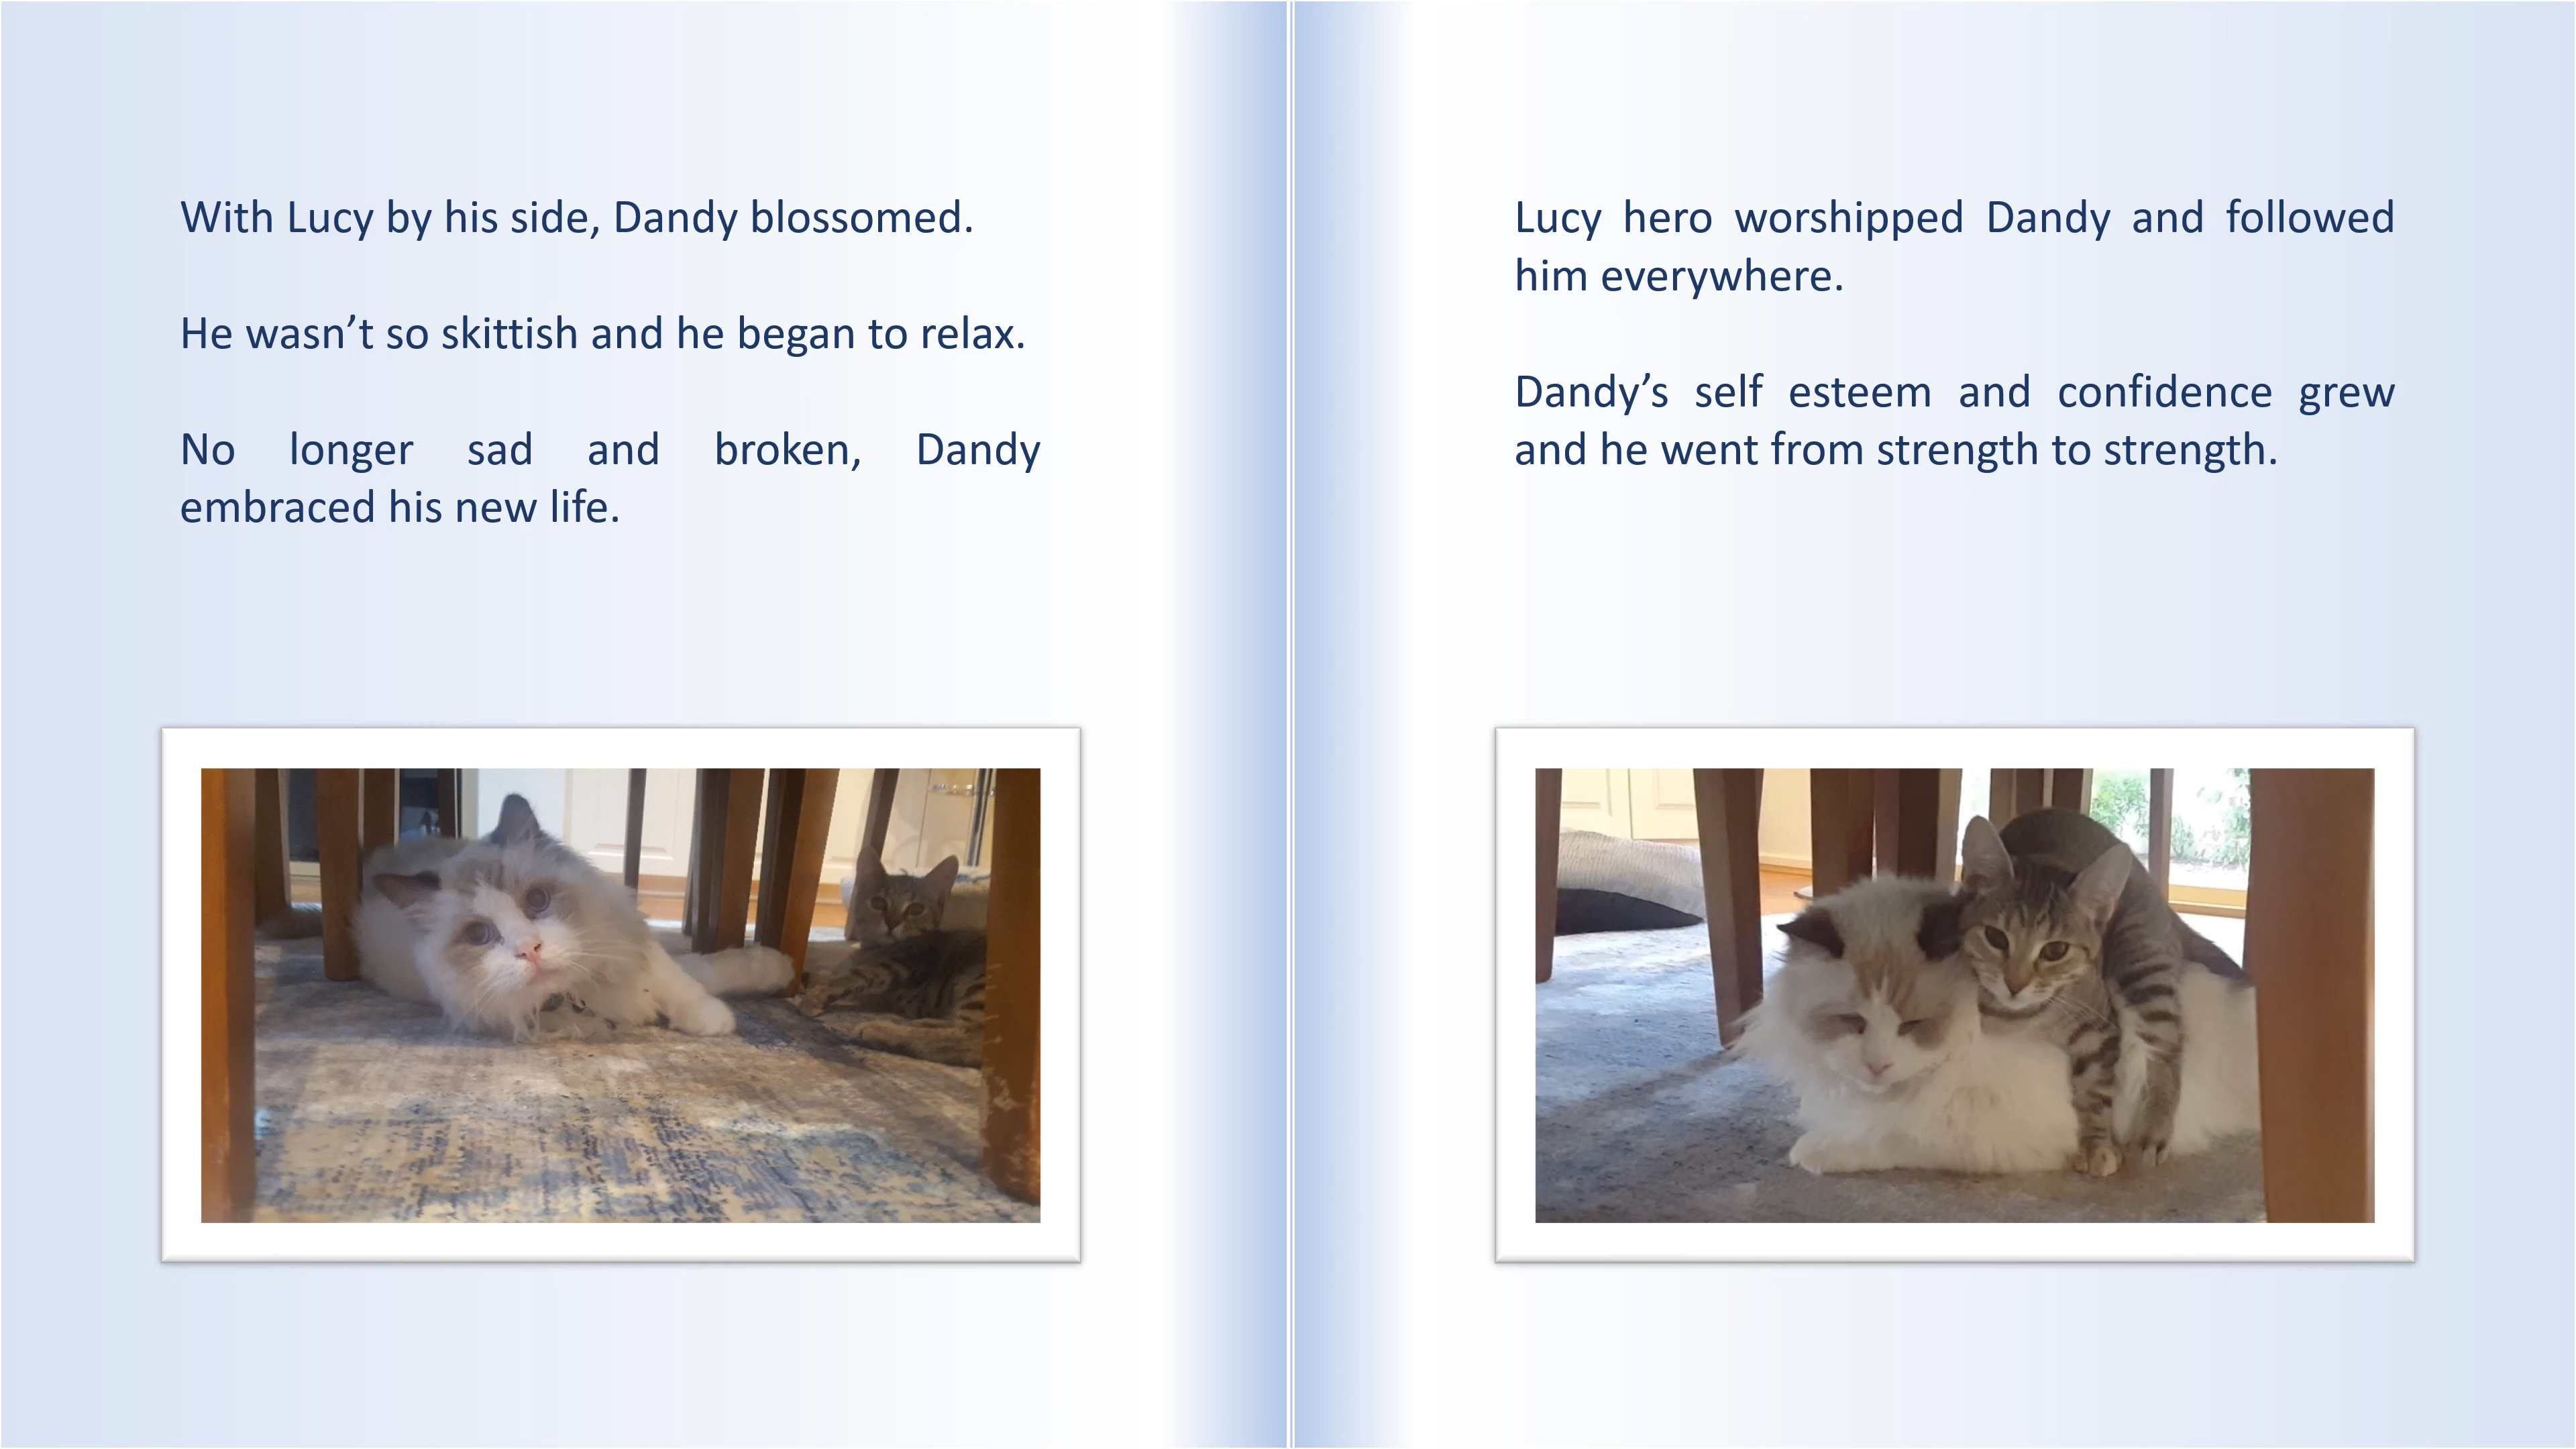 With Lucy by his side, Dandy blossomed.
He wasn’t so skittish and he began to relax.
No longer sad and broken, Dandy
embraced his new life.
Lucy hero worshipped Dandy and followed
him everywhere.
Dandy’s self esteem and confidence grew
and he went from strength to strength.